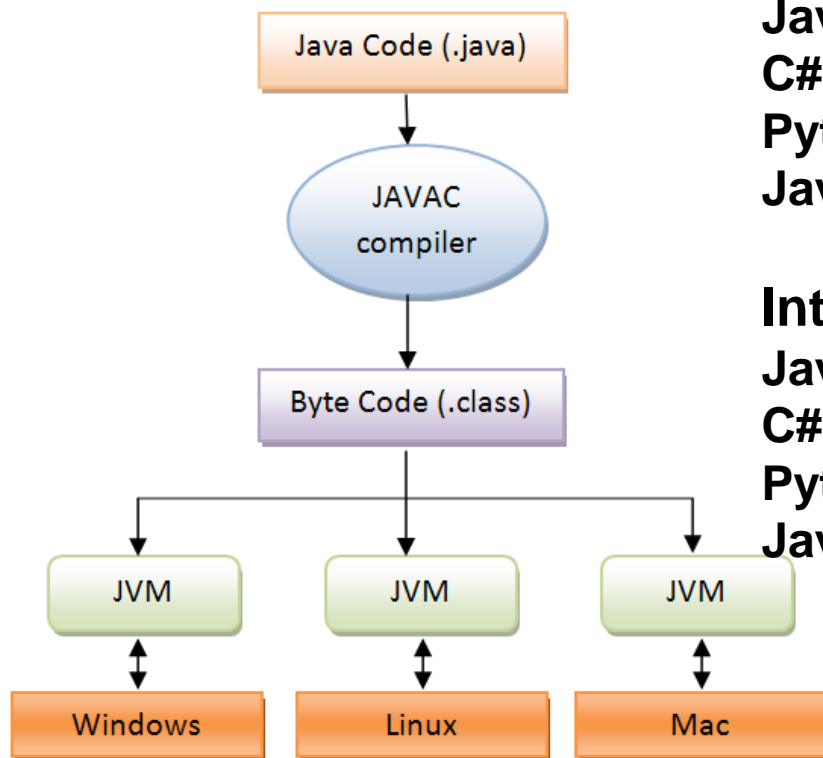 Java Code (.java)
JAVAC
compiler
Byte Code (.class)
JVM
JVM
JVM
Windows
Linux
Mac
Jav
C#
Pyt
Jav
Int
Jav
C#
Pyt
Jav